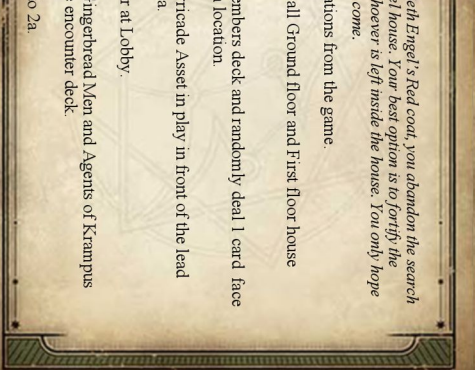 eth Engel's Red coat, you abandon the search
el house. Your best option is to fortify the
hoever is left inside the house. You only hope
come.
ations from the game.
all Ground floor and First floor house
embers deck and randomly deal 1 card face
location.
rricade Asset in play in front of the lead
a.
r at Lobby.
ingerbread Men and Agents of Krampus
encounter deck.
o 2a.